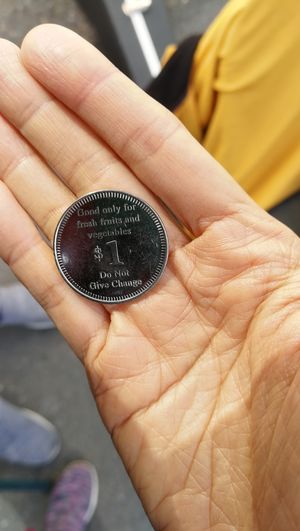 Good only for
fresh fruits and
vegetables
$1
Do Not
Give Change